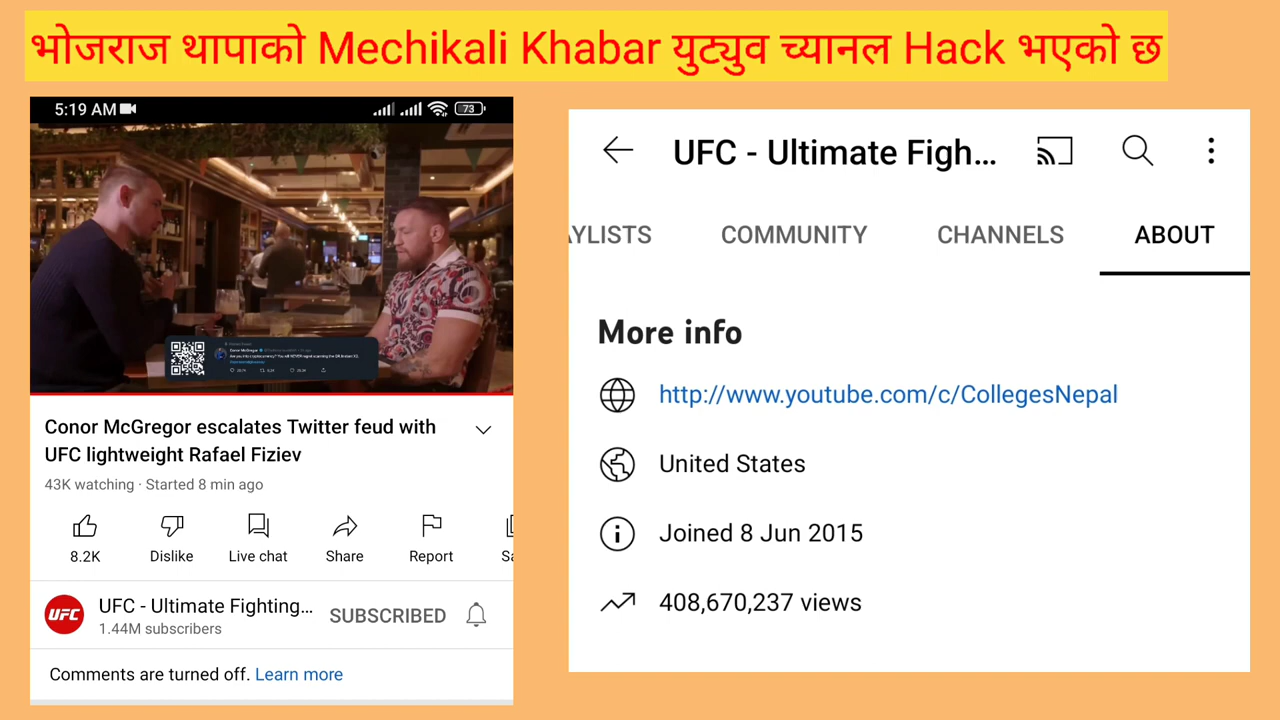 भोजराज थापाको Mechikali Khabar युट्युव च्यानल Hack भएको छ
5:19 AM
73
Conor McGregor escalates Twitter feud with
UFC lightweight Rafael Fiziev
43K watching · Started 8 min ago
8.2K
Dislike
Live chat
Share
Report
Sa
UFC
UFC - Ultimate Fighting...
1.44M subscribers
SUBSCRIBED
Comments are turned off. Learn more
UFC - Ultimate Figh...
AYLISTS
COMMUNITY
CHANNELS
ABOUT
More info
http://www.youtube.com/c/CollegesNepal
United States
Joined 8 Jun 2015
408,670,237 views